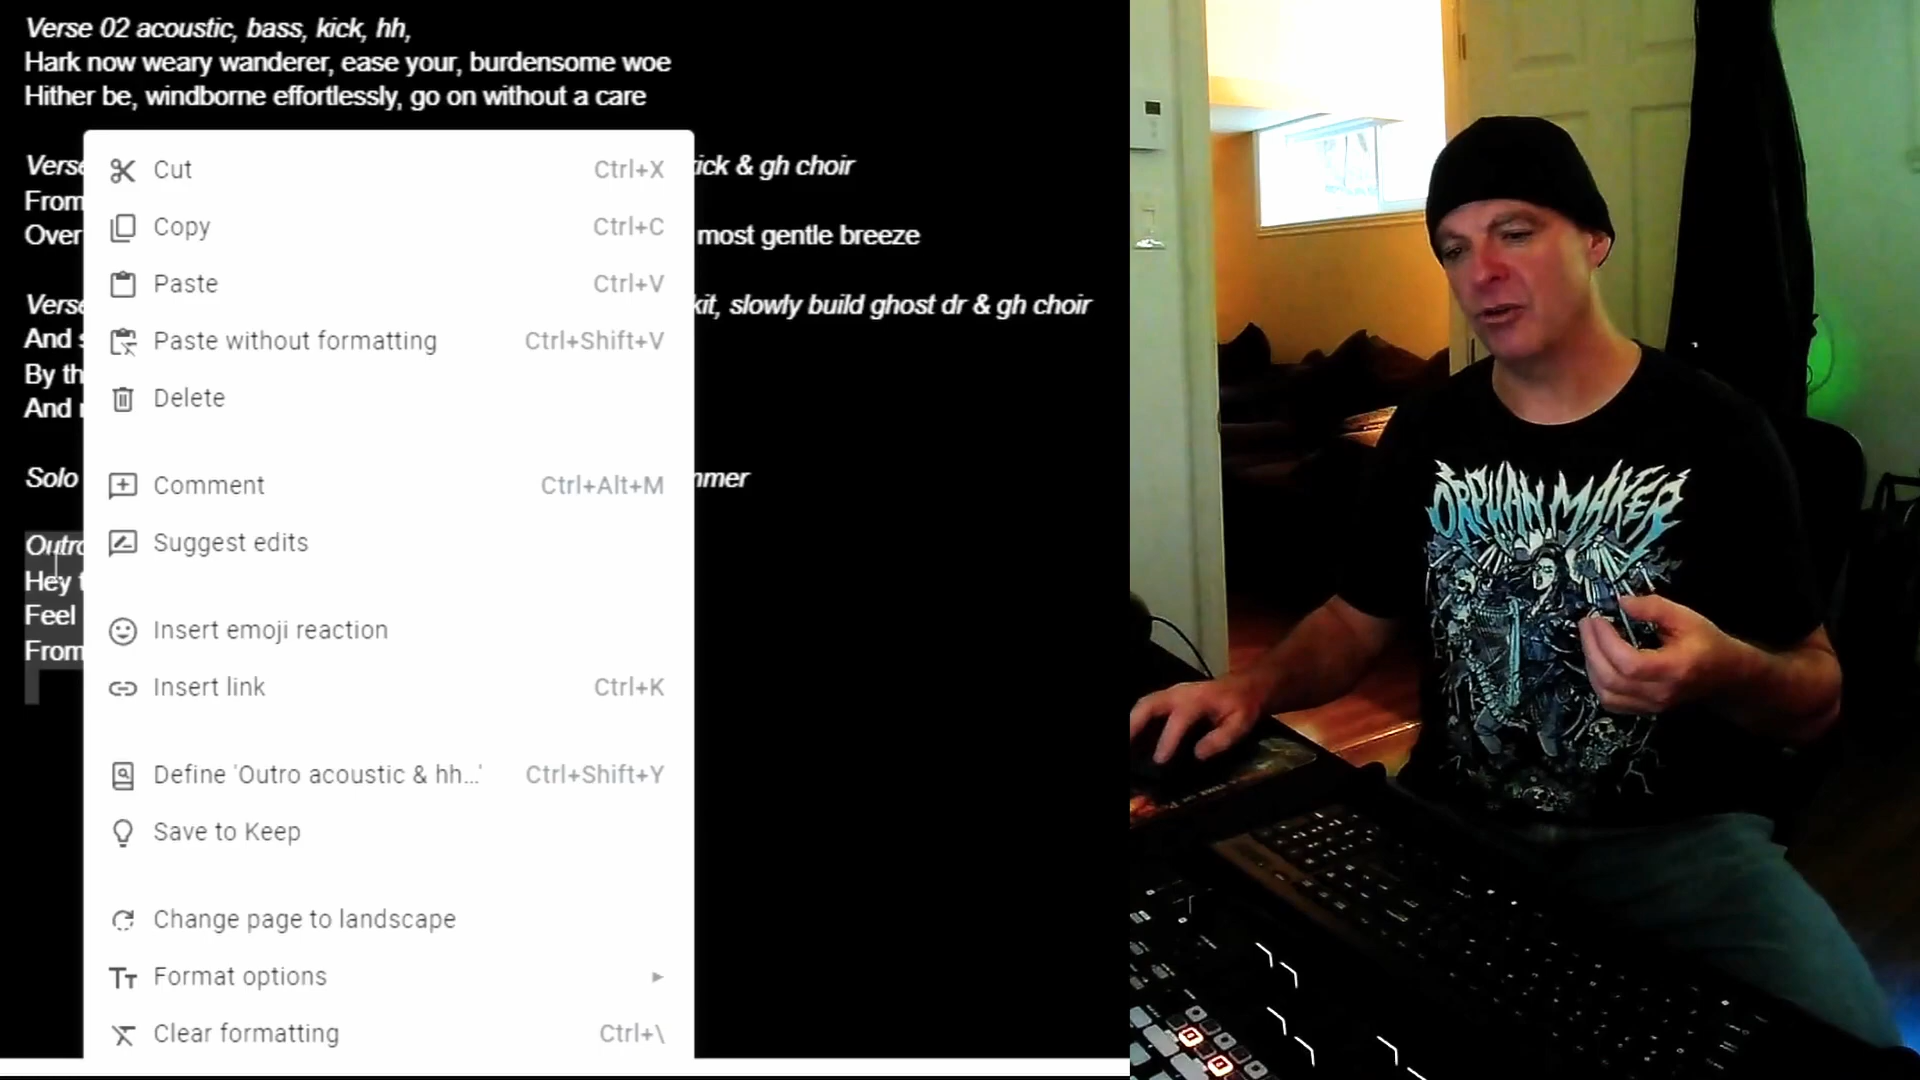 Verse 02 acoustic, bass, kick, hh,
Hark now weary wanderer, ease your, burdensome woe
Hither be, windborne effortlessly, go on without a care
Verse kick & gh choir
From
Over most gentle breeze
Verse kit, slowly build ghost dr & gh choir
And
By
And
Solo
Outro
Hey
Feel
From
Cut Ctrl+X
Copy Ctrl+C
Paste Ctrl+V
Paste without formatting Ctrl+Shift+V
Delete
Comment Ctrl+Alt+M
Suggest edits
Insert emoji reaction
Insert link Ctrl+K
Define 'Outro acoustic & hh...' Ctrl+Shift+Y
Save to Keep
Change page to landscape
Format options
Clear formatting Ctrl+\
ORPHAN MAKER